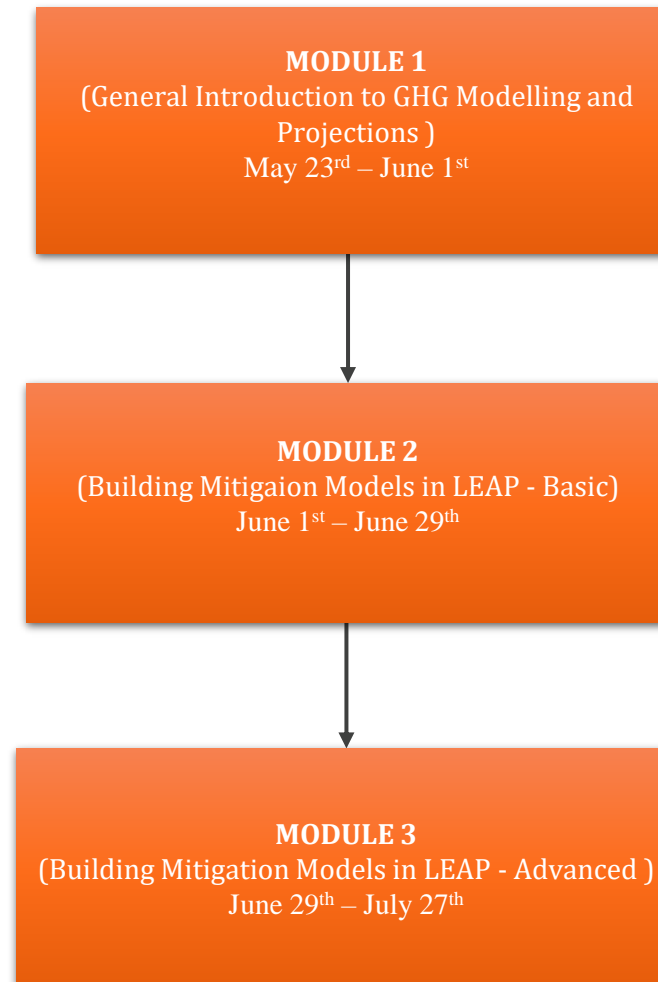 MODULE 1
(General Introduction to GHG Modelling and
Projections )
May 23rd – June 1st
MODULE 2
(Building Mitigaion Models in LEAP - Basic)
June 1st – June 29th
MODULE 3
(Building Mitigation Models in LEAP - Advanced )
June 29th – July 27th